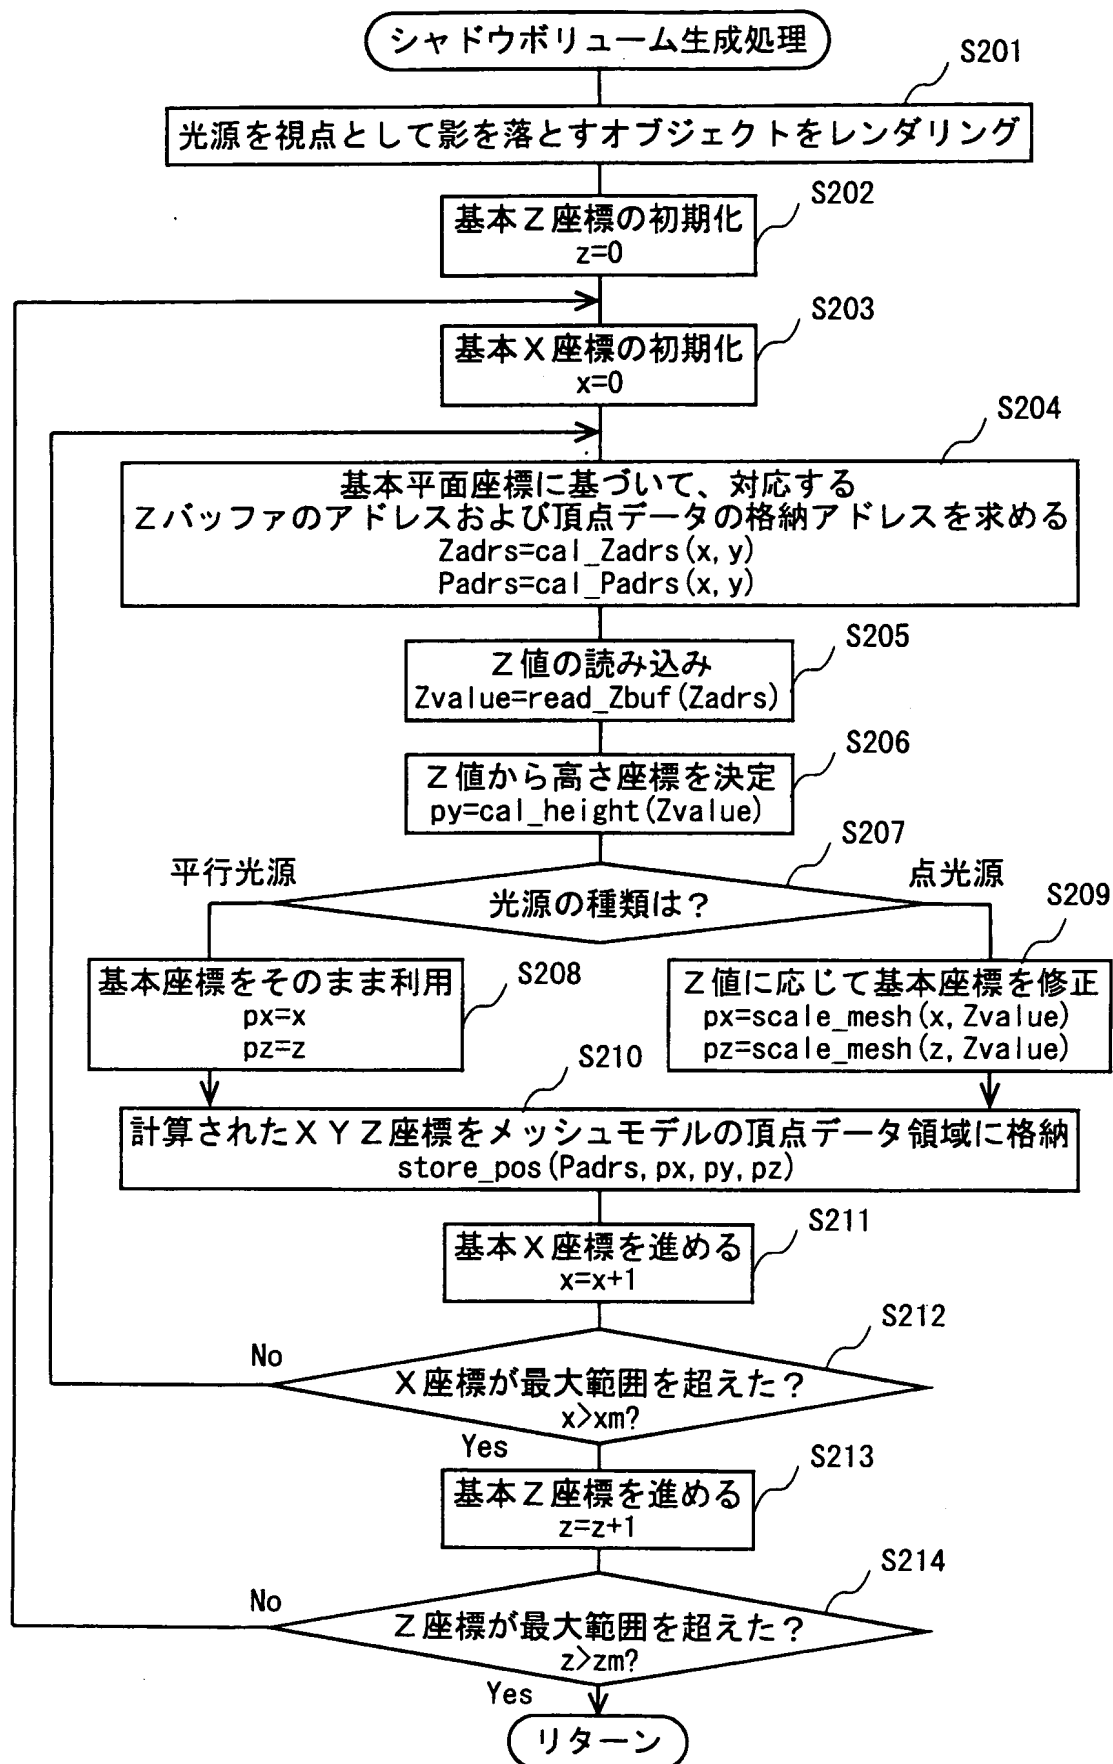 シャドウボリューム生成処理
S201
光源を視点として影を落とすオブジェクトをレンダリング
S202
基本Z座標の初期化
z=0
S203
基本X座標の初期化
x=0
S204
基本平面座標に基づいて、対応する
Zバッファのアドレスおよび頂点データの格納アドレスを求める
Zadrs=cal_Zadrs(x,y)
Padrs=cal_Padrs(x,y)
S205
Z値の読み込み
Zvalue=read_Zbuf(Zadrs)
S206
Z値から高さ座標を決定
py=cal_height(Zvalue)
S207
平行光源
光源の種類は？
点光源
S208
基本座標をそのまま利用
px=x
pz=z
S209
Z値に応じて基本座標を修正
px=scale_mesh(x,Zvalue)
pz=scale_mesh(z,Zvalue)
S210
計算されたXYZ座標をメッシュモデルの頂点データ領域に格納
store_pos(Padrs,px,py,pz)
S211
基本X座標を進める
x=x+1
S212
No
X座標が最大範囲を超えた？
x>xm?
Yes
S213
基本Z座標を進める
z=z+1
S214
No
Z座標が最大範囲を超えた？
z>zm?
Yes
リターン